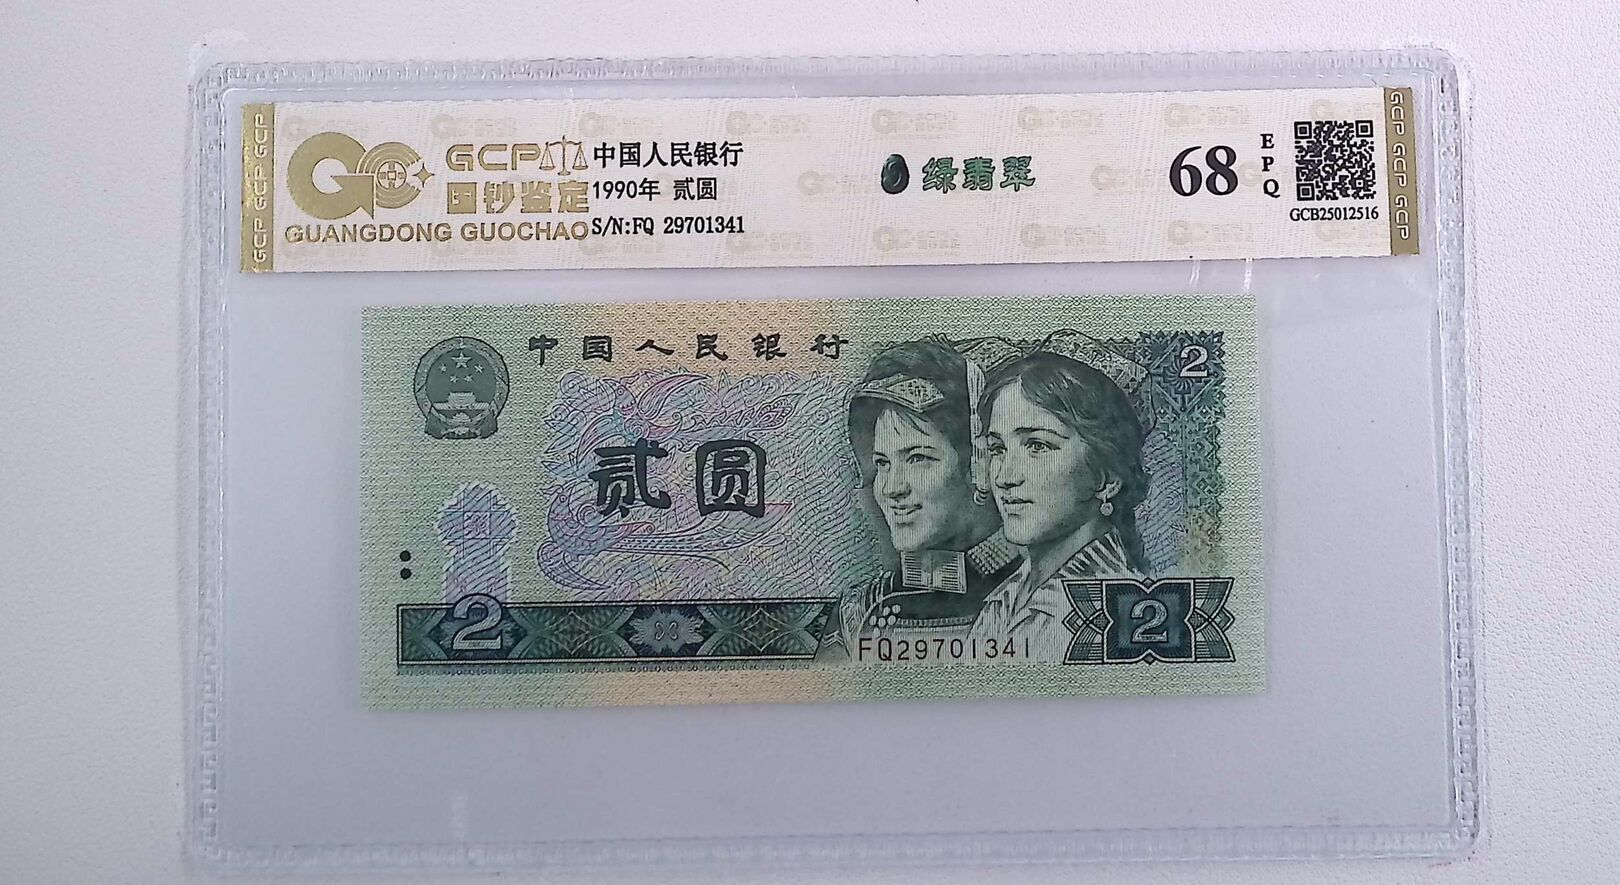 GCP
国钞鉴定
GUANGDONG GUOCHAO
中国人民银行
1990年 贰圆
S/N:FQ 29701341
绿翡翠
68
EPQ
GCB25012516
GCP GCP GCP
GCP GCP GCP
中国人民银行
2
贰圆
2
FQ29701341
2